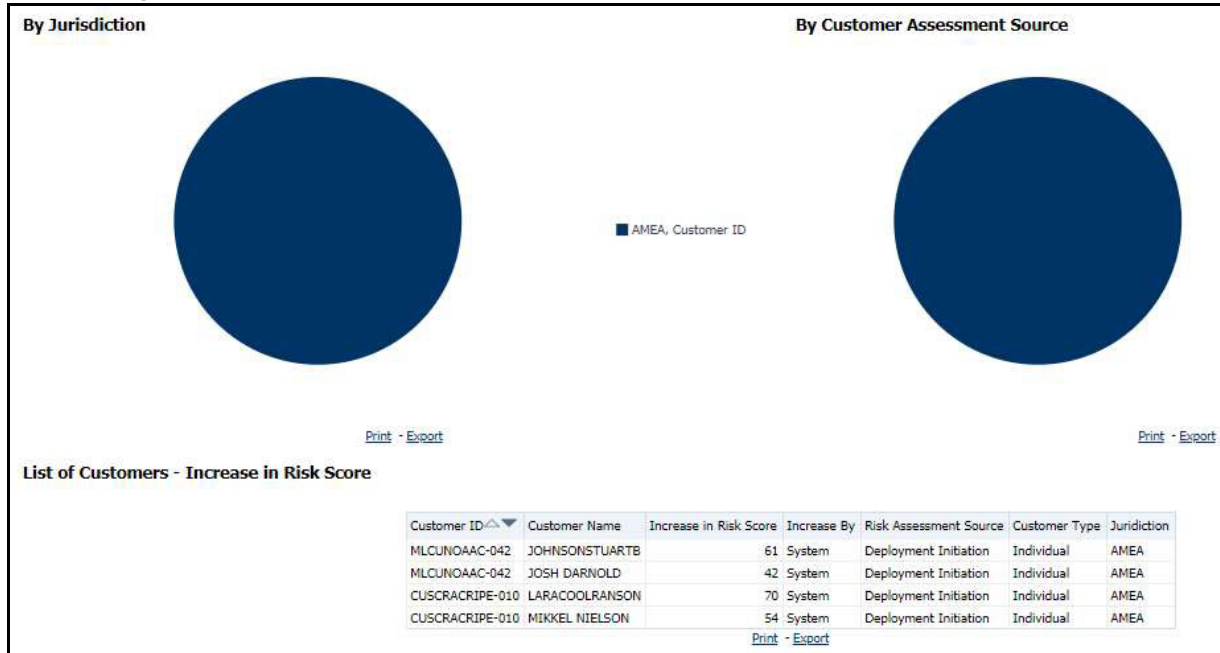 By Jurisdiction
By Customer Assessment Source
AMEA, Customer ID
Print - Export
Print - Export
List of Customers - Increase in Risk Score
Customer ID Customer Name Increase in Risk Score Increase By Risk Assessment Source Customer Type Juridiction
MLCUNOAAC-042 JOHNSONSTUARTB 61 System Deployment Initiation Individual AMEA
MLCUNOAAC-042 JOSH DARNOLD 42 System Deployment Initiation Individual AMEA
CUSCRACRIPE-010 LARACOOLRANSON 70 System Deployment Initiation Individual AMEA
CUSCRACRIPE-010 MIKKEL NIELSON 54 System Deployment Initiation Individual AMEA
Print - Export